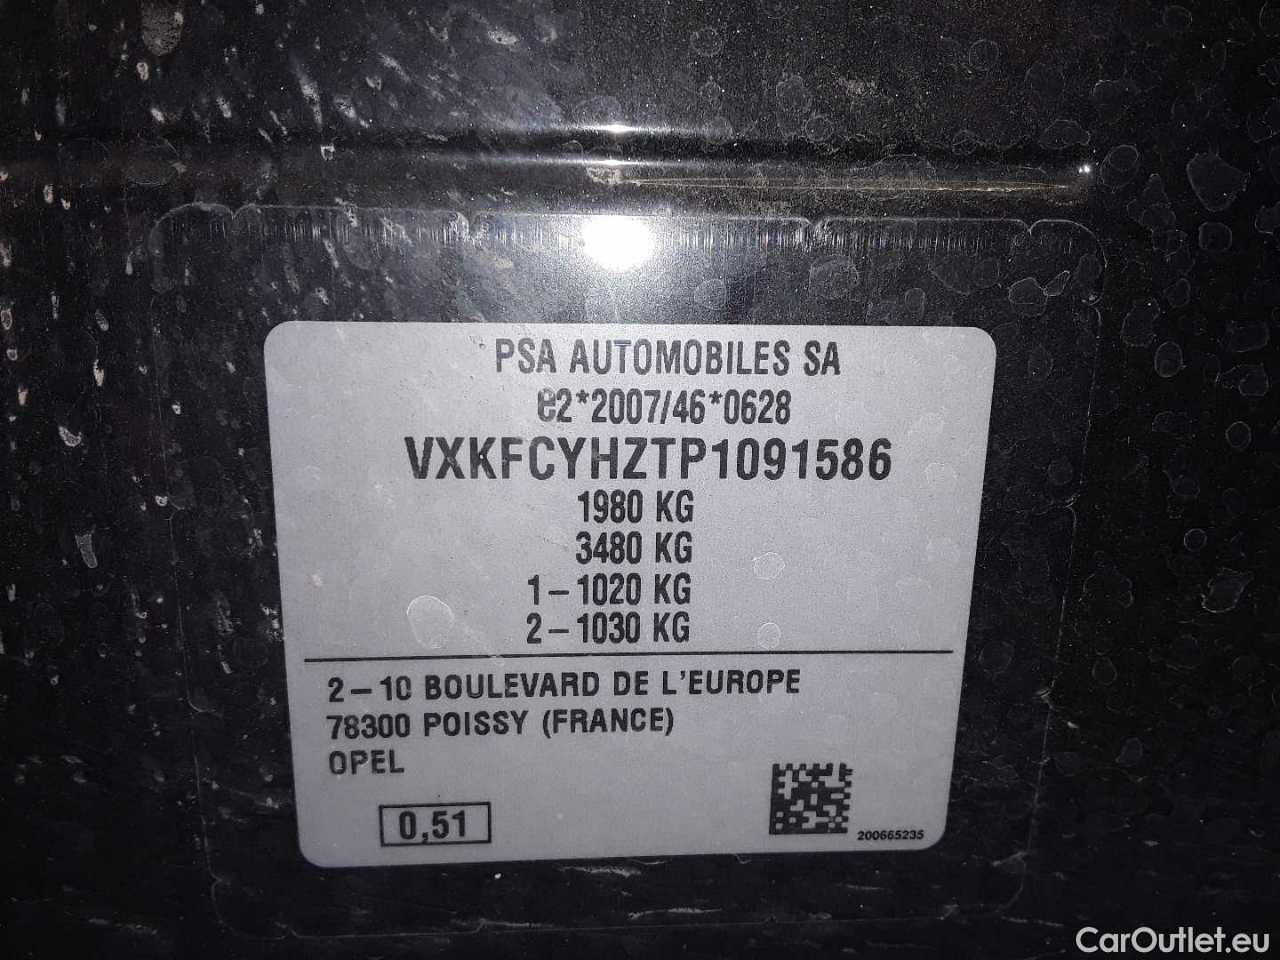 PSA AUTOMOBILES SA
e2*2007/46*0628
VXKFCYHZTP1091586
1980 KG
3480 KG
1-1020 KG
2-1030 KG
2-10 BOULEVARD DE L'EUROPE
78300 POISSY (FRANCE)
OPEL
0,51
200665235
CarOutlet.eu